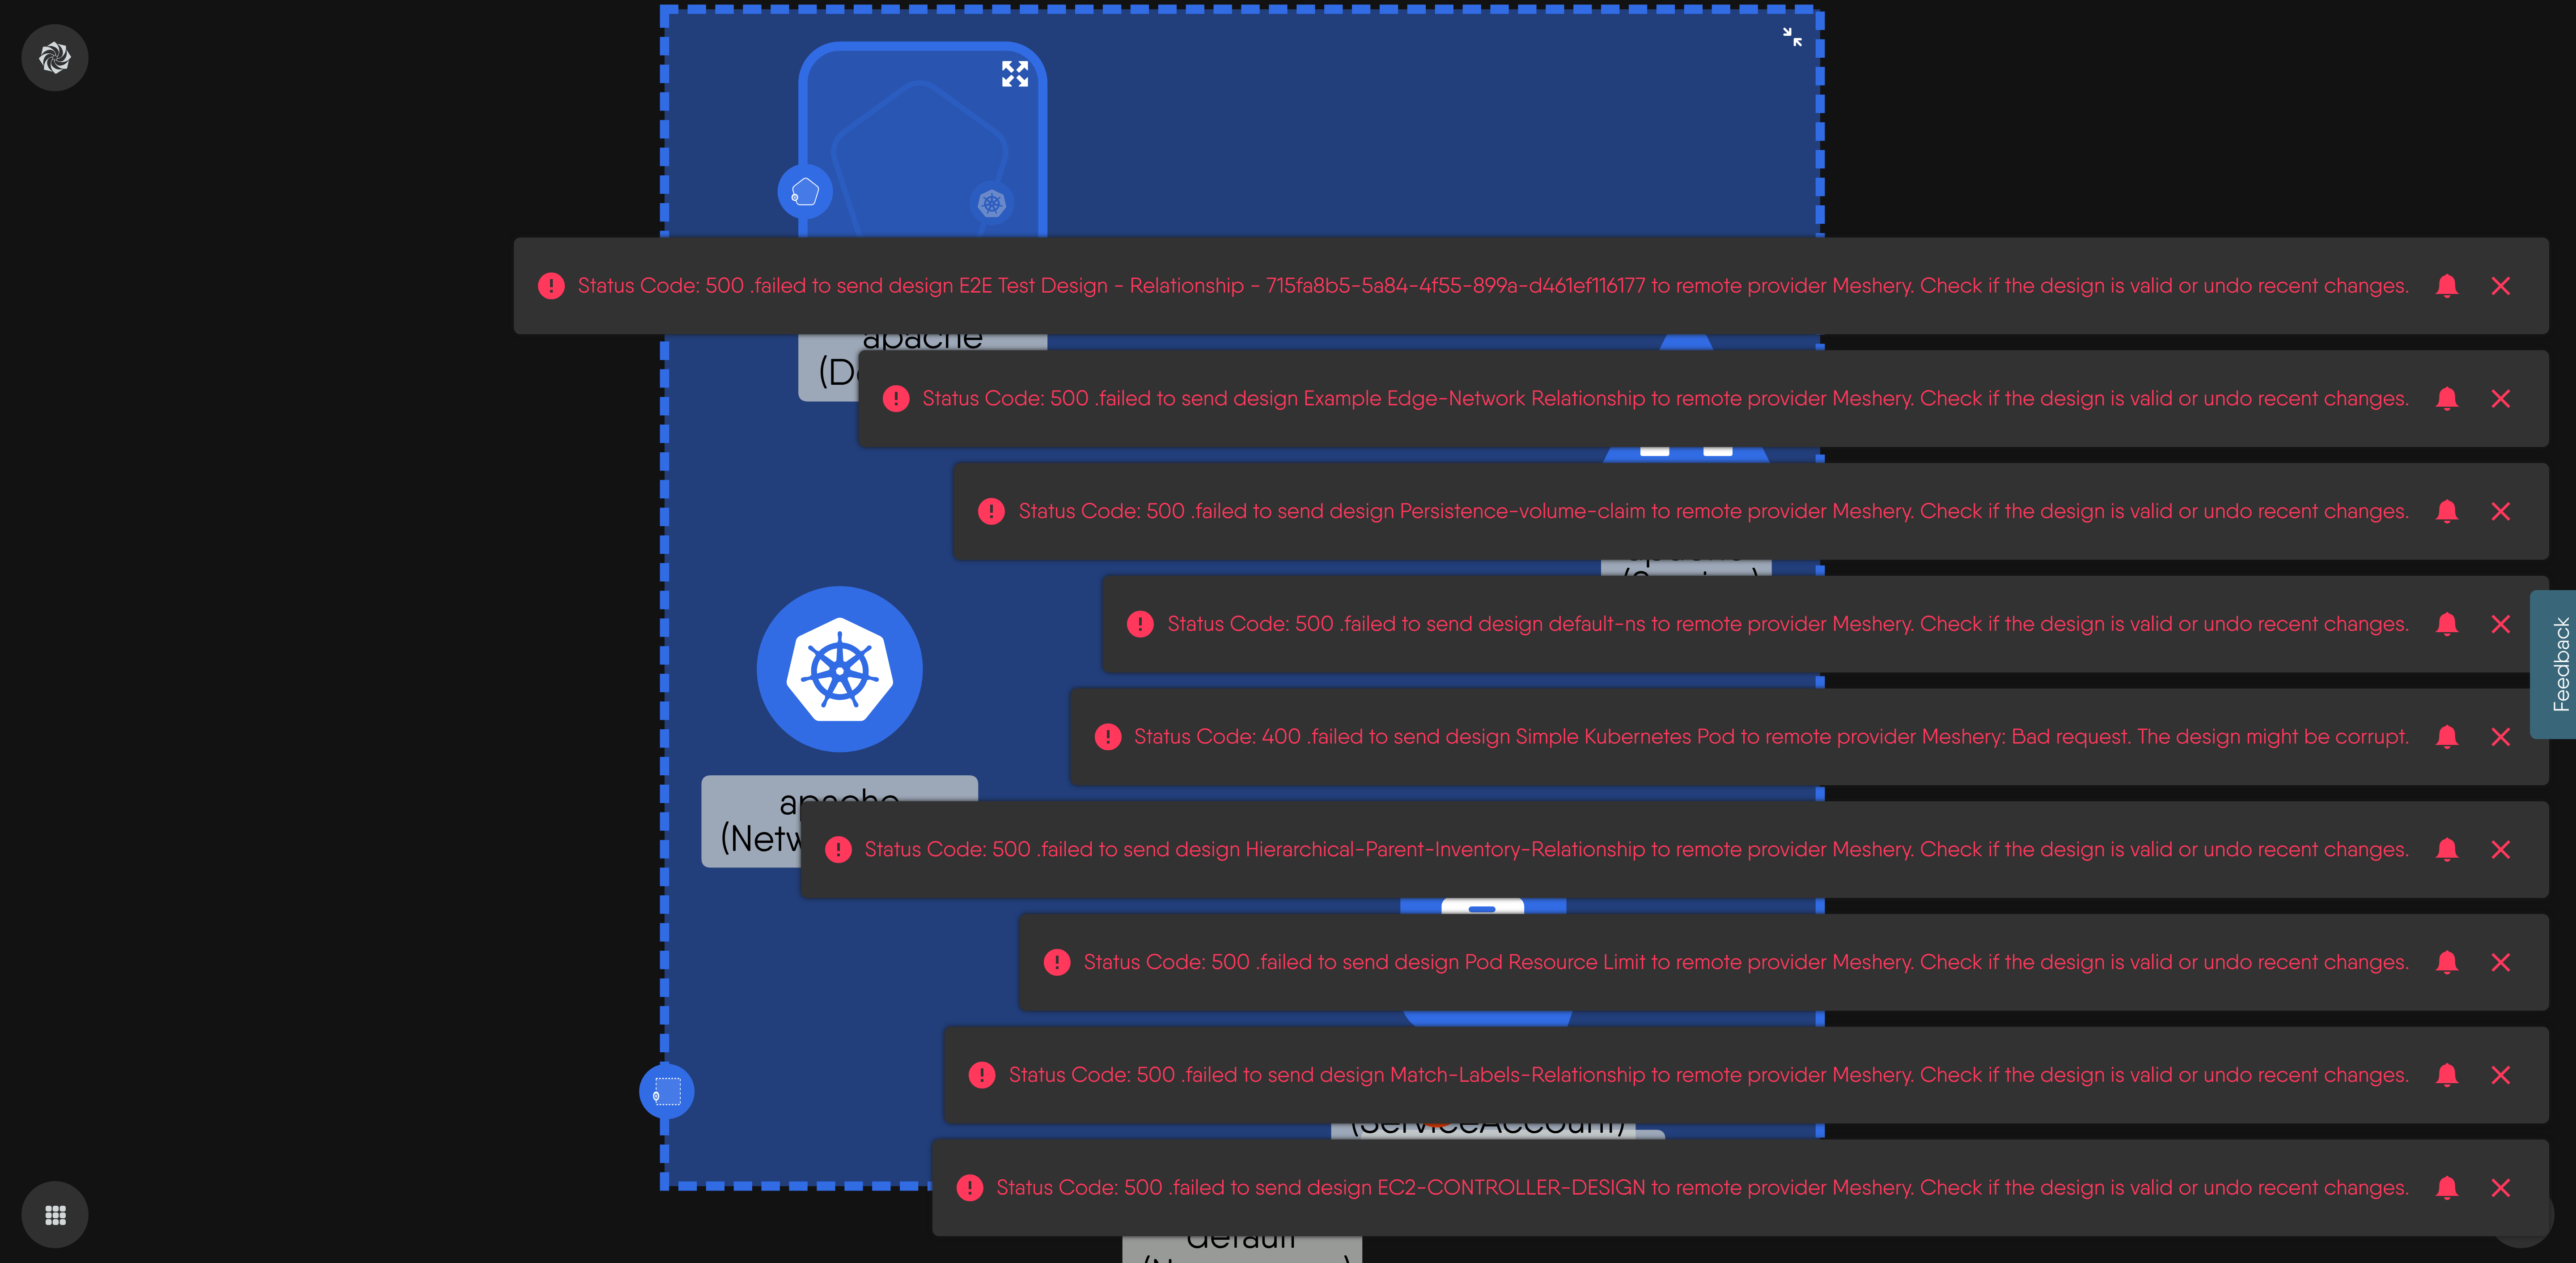 Status Code: 500 .failed to send design E2E Test Design - Relationship - 715fa8b5-5a84-4f55-899a-d461ef116177 to remote provider Meshery. Check if the design is valid or undo recent changes.
apache
Status Code: 500 .failed to send design Example Edge-Network Relationship to remote provider Meshery. Check if the design is valid or undo recent changes.
Status Code: 500 .failed to send design Persistence-volume-claim to remote provider Meshery. Check if the design is valid or undo recent changes.
Status Code: 500 .failed to send design default-ns to remote provider Meshery. Check if the design is valid or undo recent changes.
Feedback
Status Code: 400 .failed to send design Simple Kubernetes Pod to remote provider Meshery: Bad request. The design might be corrupt.
apache
Status Code: 500 .failed to send design Hierarchical-Parent-Inventory-Relationship to remote provider Meshery. Check if the design is valid or undo recent changes.
Status Code: 500 .failed to send design Pod Resource Limit to remote provider Meshery. Check if the design is valid or undo recent changes.
Status Code: 500 .failed to send design Match-Labels-Relationship to remote provider Meshery. Check if the design is valid or undo recent changes.
(ServiceAccount)
Status Code: 500 .failed to send design EC2-CONTROLLER-DESIGN to remote provider Meshery. Check if the design is valid or undo recent changes.
default